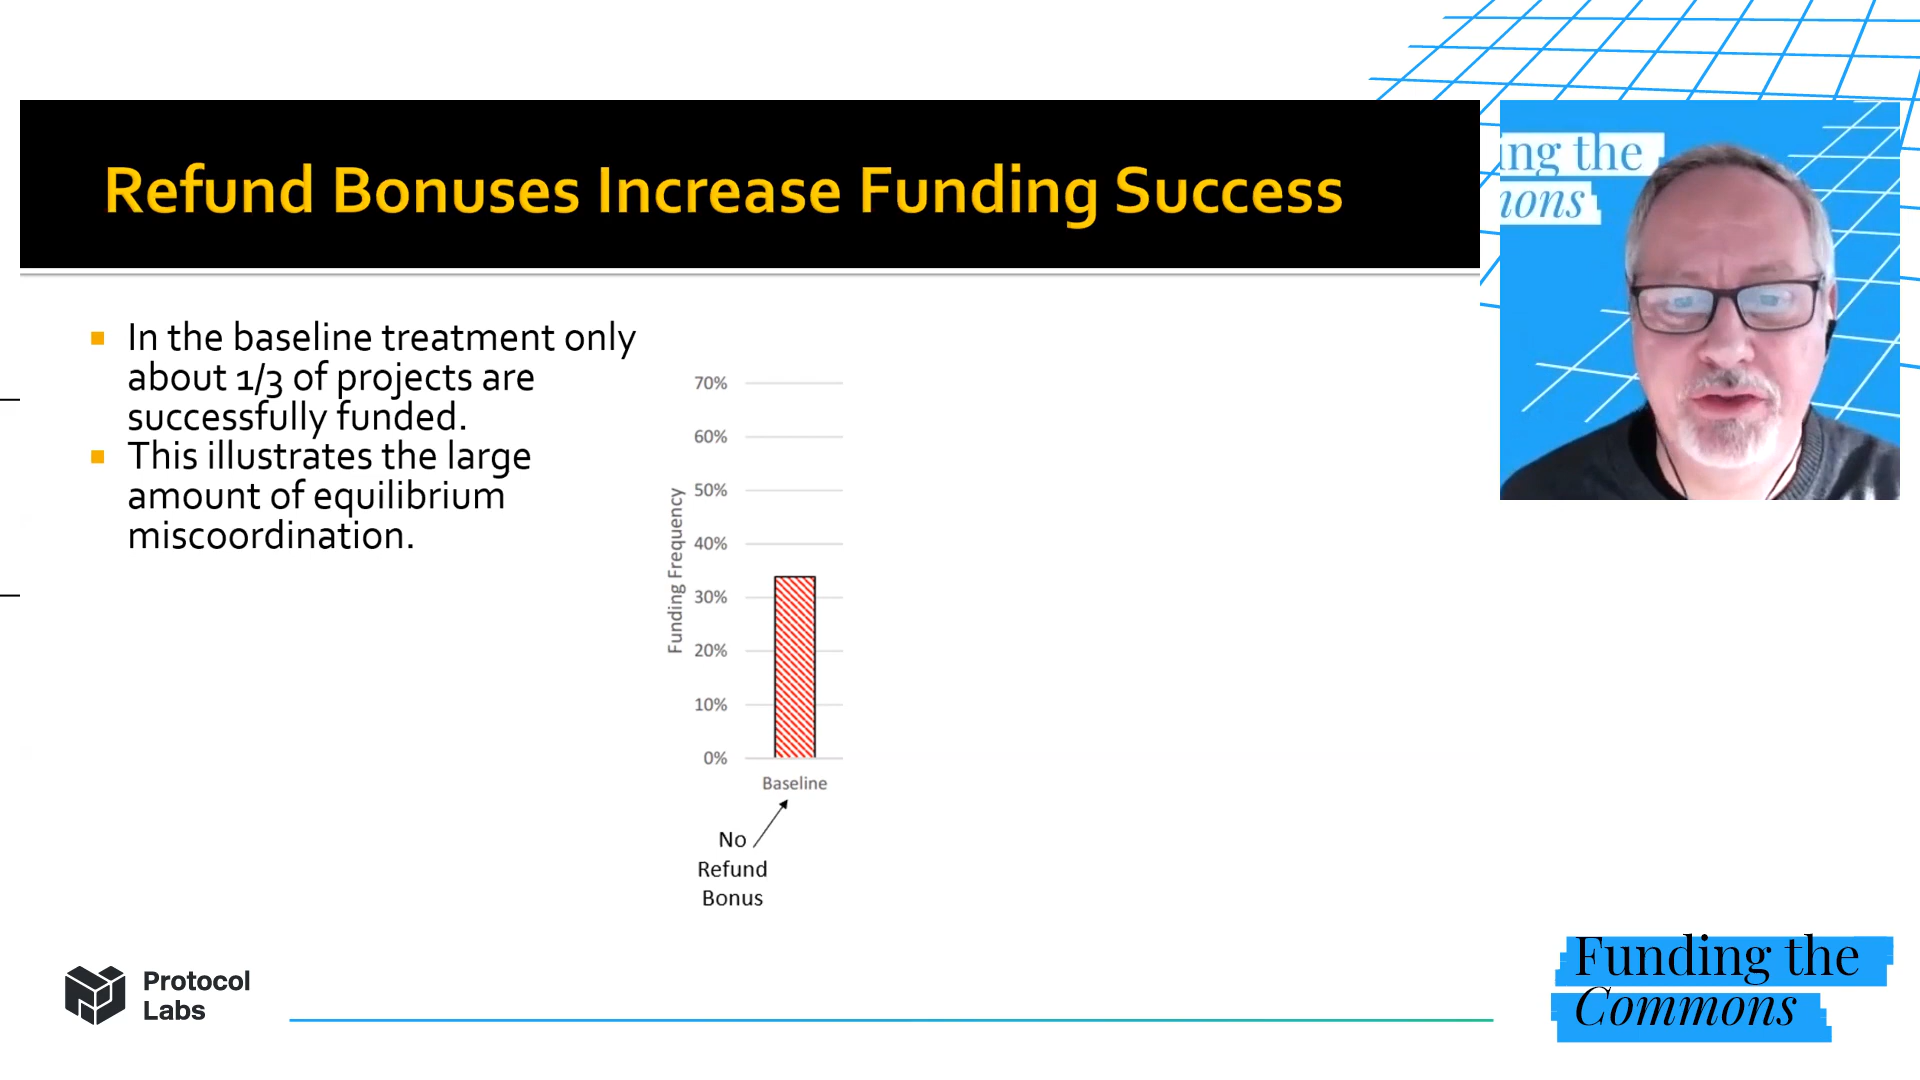 Refund Bonuses Increase Funding Success
ing the
ions
In the baseline treatment only
about 1/3 of projects are
successfully funded.
This illustrates the large
amount of equilibrium
miscoordination.
Funding Frequency
70%
60%
50%
40%
30%
20%
10%
0%
Baseline
No
Refund
Bonus
Protocol
Labs
Funding the
Commons